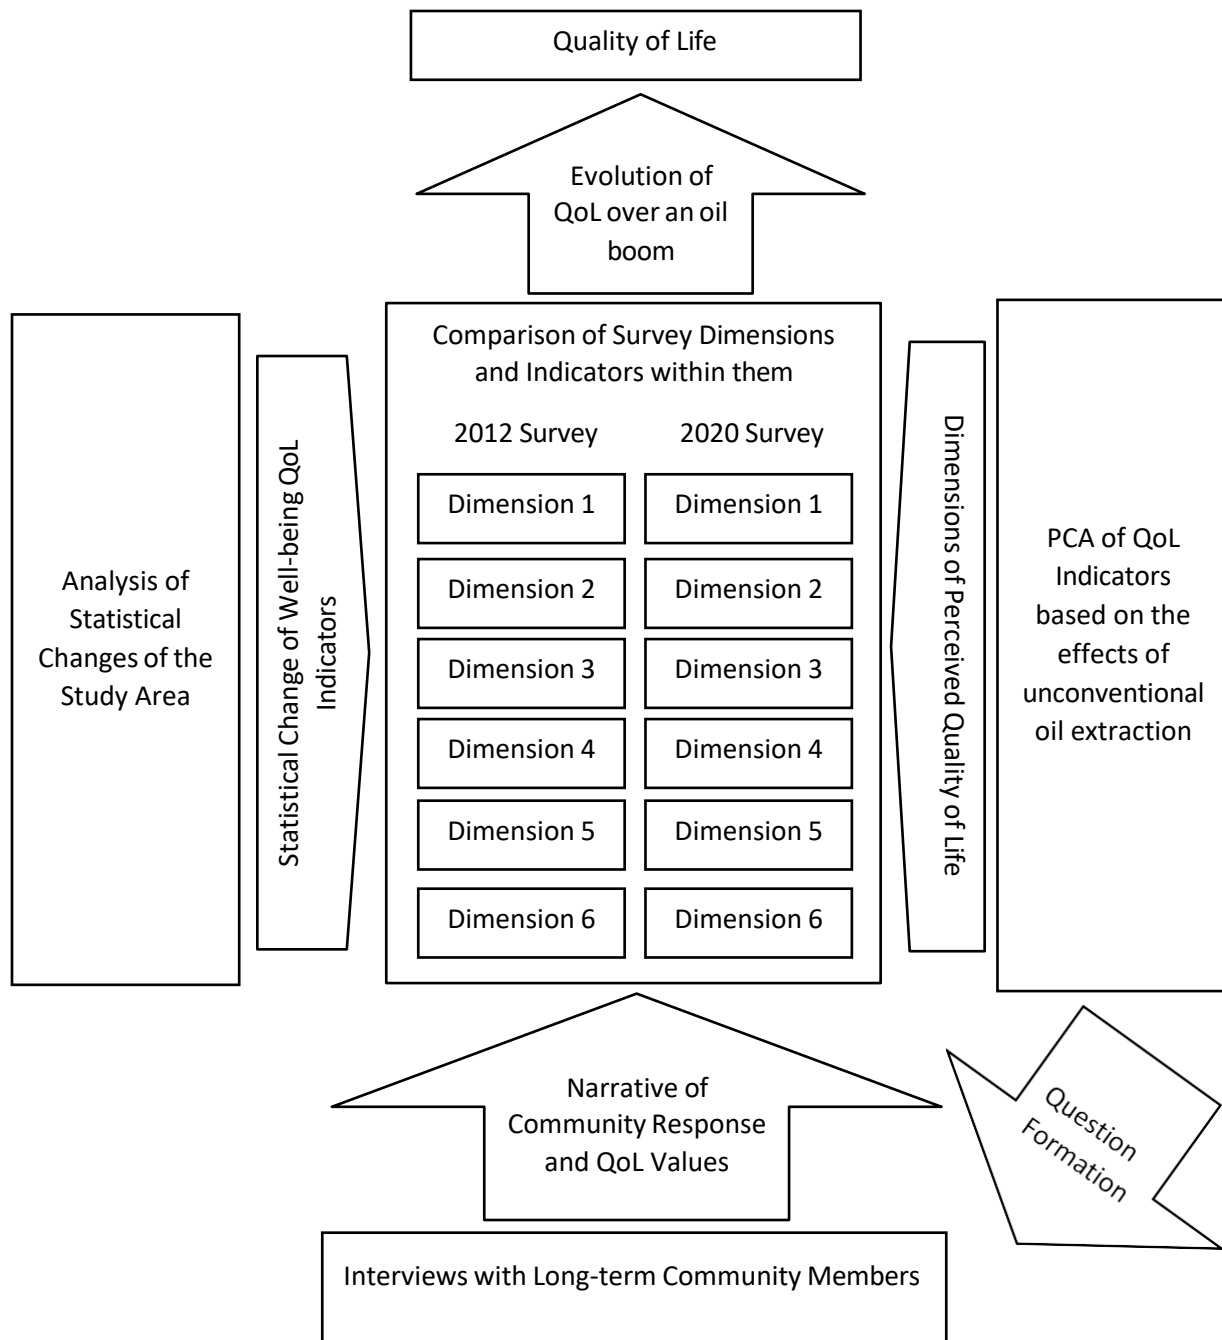 Quality of Life
Evolution of
QoL over an oil
boom
Comparison of Survey Dimensions
and Indicators within them
2012 Survey
2020 Survey
Dimension 1
Dimension 1
Dimension 2
Dimension 2
Dimension 3
Dimension 3
Dimension 4
Dimension 4
Dimension 5
Dimension 5
Dimension 6
Dimension 6
Analysis of
Statistical
Changes of the
Study Area
Statistical Change of Well-being QoL
Indicators
Dimensions of Perceived Quality of Life
PCA of QoL
Indicators
based on the
effects of
unconventional
oil extraction
Narrative of
Community Response
and QoL Values
Question
Formation
Interviews with Long-term Community Members